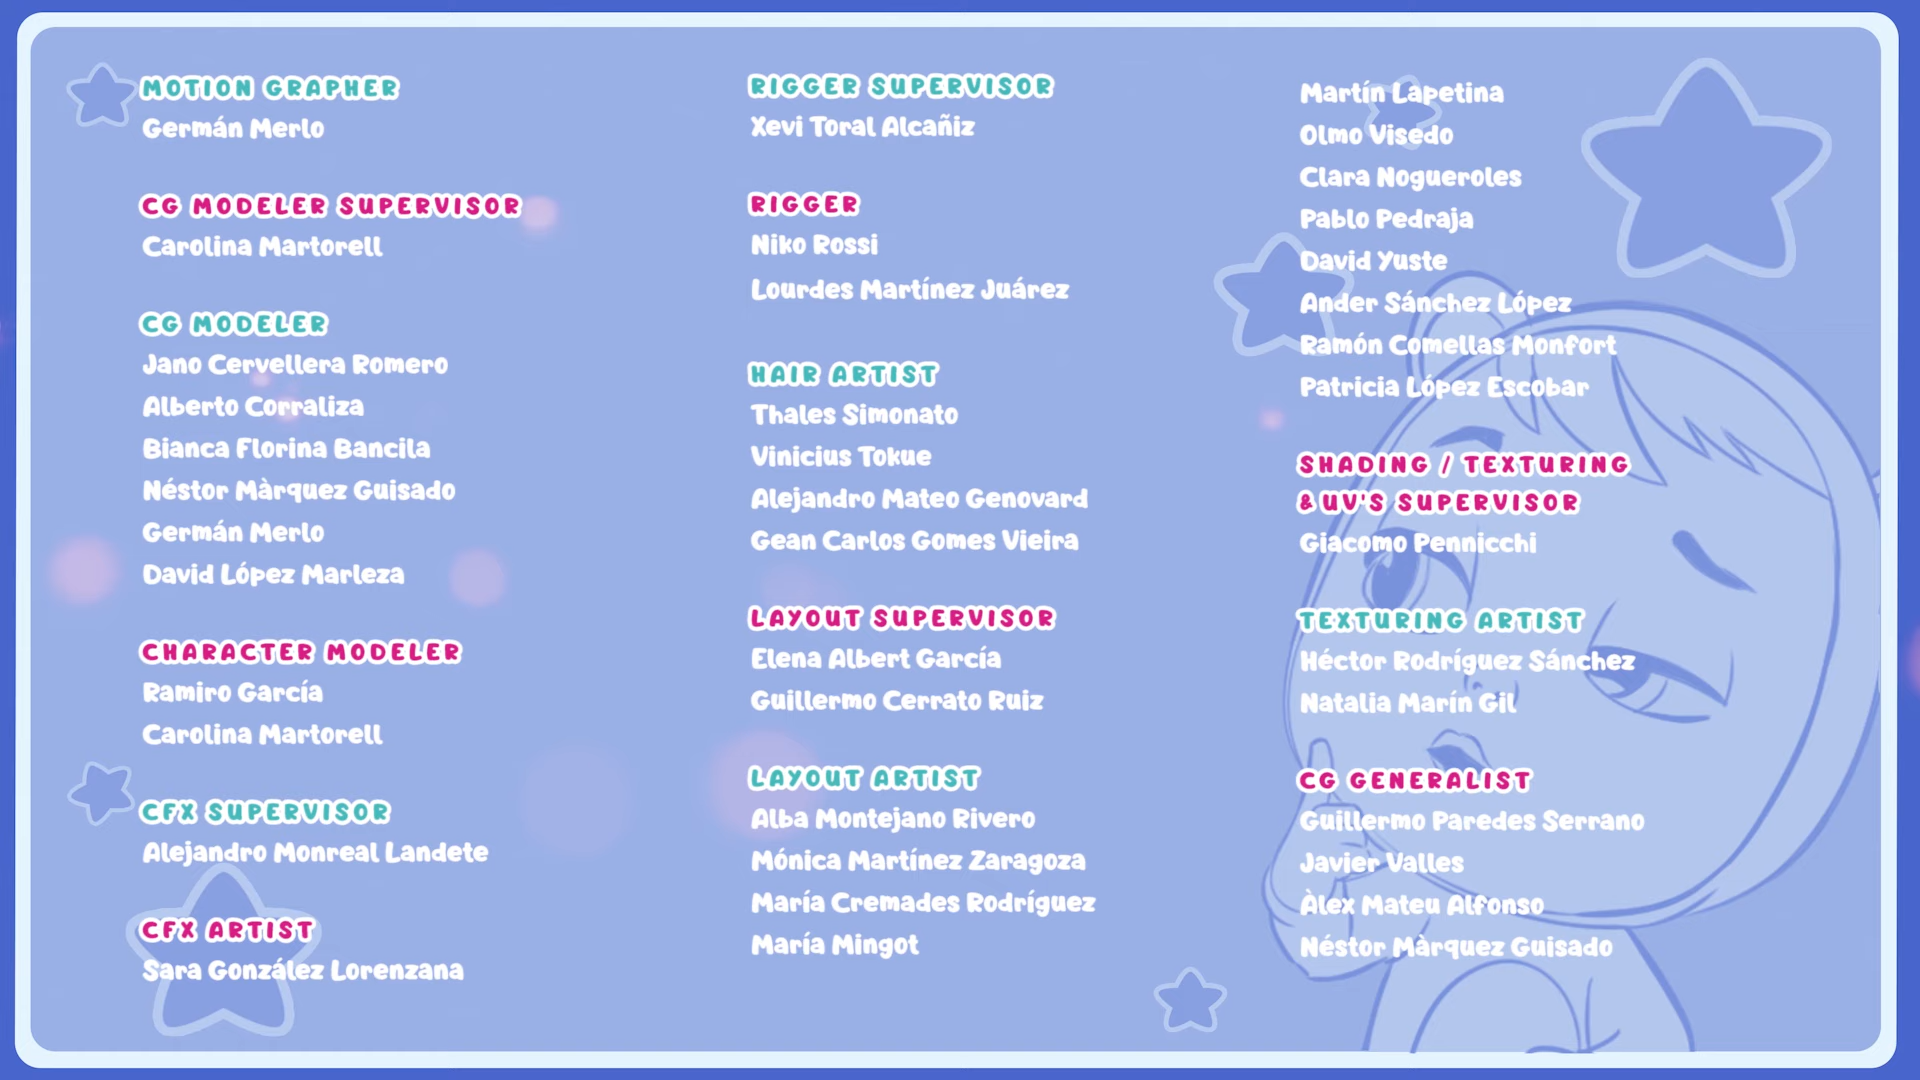 MOTION GRAPHER
Germán Merlo
CG MODELER SUPERVISOR
Carolina Martorell
CG MODELER
Jano Cervellera Romero
Alberto Corraliza
Bianca Florina Bancila
Néstor Màrquez Guisado
Germán Merlo
David López Marleza
CHARACTER MODELER
Ramiro García
Carolina Martorell
CFX SUPERVISOR
Alejandro Monreal Landete
CFX ARTIST
Sara González Lorenzana
RIGGER SUPERVISOR
Xevi Toral Alcañiz
RIGGER
Niko Rossi
Lourdes Martínez Juárez
HAIR ARTIST
Thales Simonato
Vinicius Tokue
Alejandro Mateo Genovard
Gean Carlos Gomes Vieira
LAYOUT SUPERVISOR
Elena Albert García
Guillermo Cerrato Ruiz
LAYOUT ARTIST
Alba Montejano Rivero
Mónica Martínez Zaragoza
María Cremades Rodríguez
María Mingot
Martín Lapetina
Olmo Visedo
Clara Nogueroles
Pablo Pedraja
David Yuste
Ander Sánchez López
Ramón Comellas Monfort
Patricia López Escobar
SHADING / TEXTURING
& UV'S SUPERVISOR
Giacomo Pennicchi
TEXTURING ARTIST
Héctor Rodríguez Sánchez
Natalia Marín Gil
CG GENERALIST
Guillermo Paredes Serrano
Javier Valles
Àlex Mateu Alfonso
Néstor Màrquez Guisado